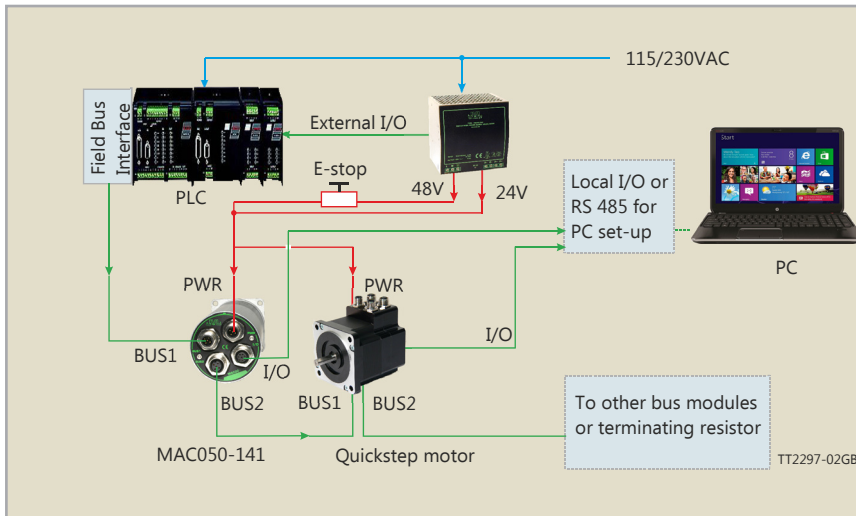 115/230VAC
Field Bus
Interface
External I/O
PLC
E-stop
48V
24V
Local I/O or
RS 485 for
PC set-up
Start
PC
PWR
PWR
I/O
BUS1
I/O
BUS2
BUS1
BUS2
To other bus modules
or terminating resistor
MAC050-141
Quickstep motor
TT2297-02GB